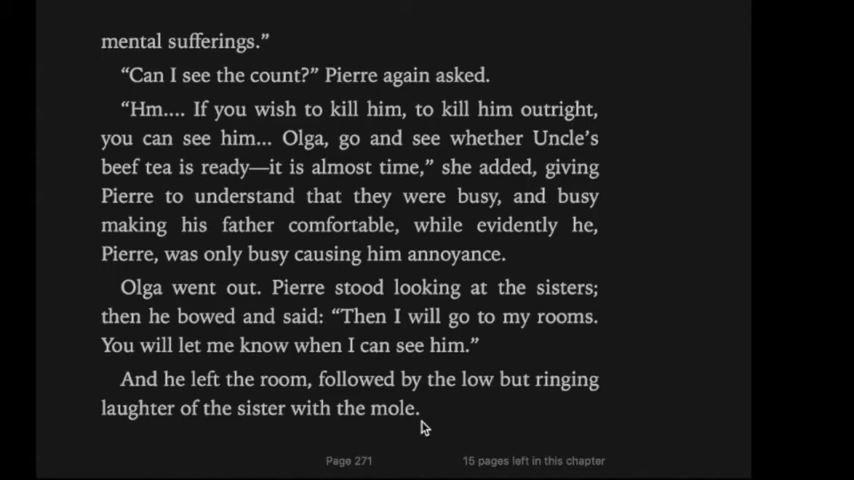 mental sufferings.”
“Can I see the count?” Pierre again asked.
“Hm.... If you wish to kill him, to kill him outright,
you can see him... Olga, go and see whether Uncle’s
beef tea is ready—it is almost time,” she added, giving
Pierre to understand that they were busy, and busy
making his father comfortable, while evidently he,
Pierre, was only busy causing him annoyance.
Olga went out. Pierre stood looking at the sisters;
then he bowed and said: “Then I will go to my rooms.
You will let me know when I can see him.”
And he left the room, followed by the low but ringing
laughter of the sister with the mole.
Page 271
15 pages left in this chapter